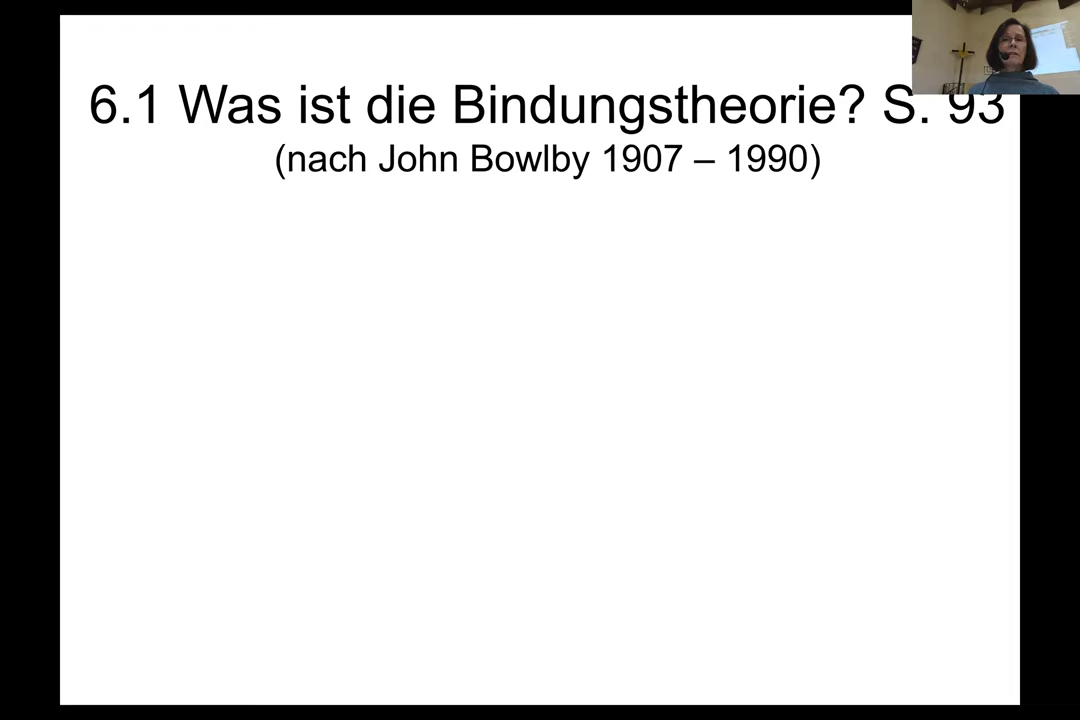 6.1 Was ist die Bindungstheorie? S. 93
(nach John Bowlby 1907 – 1990)